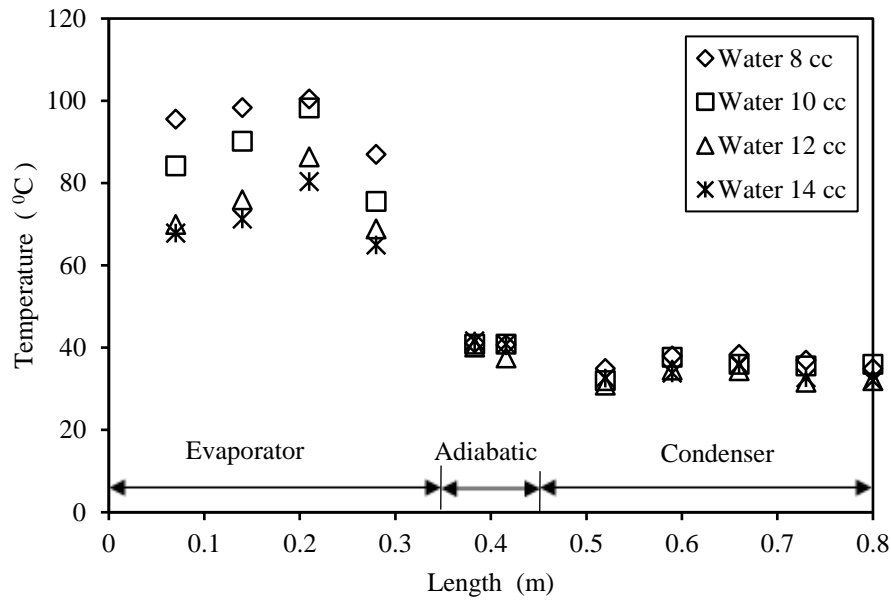 120
100
80
60
40
20
0
Temperature ( ⁰C )
Water 8 cc
Water 10 cc
Water 12 cc
Water 14 cc
Evaporator
Adiabatic
Condenser
0 0.1 0.2 0.3 0.4 0.5 0.6 0.7 0.8
Length (m)